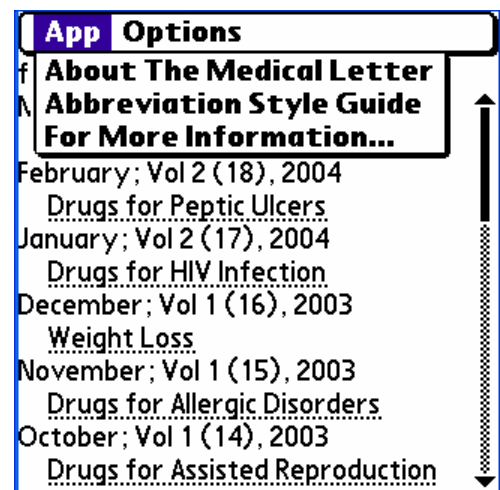 App Options
About The Medical Letter
Abbreviation Style Guide
For More Information...
February; Vol 2 (18), 2004
Drugs for Peptic Ulcers
January; Vol 2 (17), 2004
Drugs for HIV Infection
December; Vol 1 (16), 2003
Weight Loss
November; Vol 1 (15), 2003
Drugs for Allergic Disorders
October; Vol 1 (14), 2003
Drugs for Assisted Reproduction